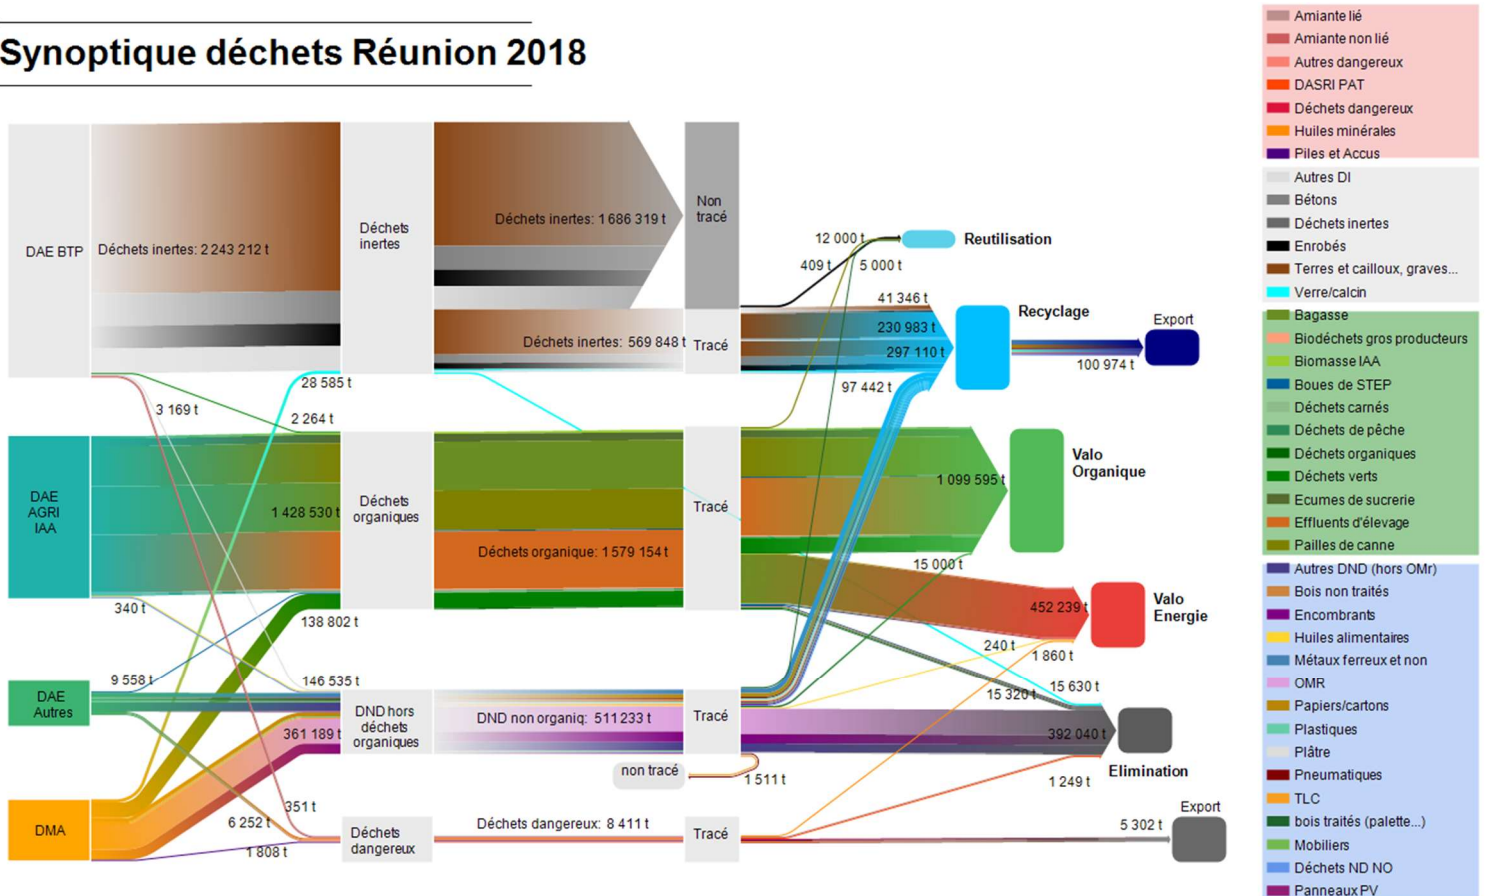 Synoptique déchets Réunion 2018
DAE BTP
Déchets inertes: 2 243 212 t
Déchets
inertes
Déchets inertes: 1 686 319 t
Non
tracé
Déchets inertes: 569 848 t
Tracé
12 000 t
409 t
5 000 t
Reutilisation
41 346 t
230 983 t
297 110 t
97 442 t
Recyclage
Export
100 974 t
28 585 t
3 169 t
2 264 t
DAE
AGRI
IAA
1 428 530 t
Déchets
organiques
Déchets organique: 1 579 154 t
Tracé
1 099 595 t
Valo
Organique
15 000 t
340 t
138 802 t
452 239 t
Valo
Energie
240 t
1 860 t
9 558 t
146 535 t
15 320 t
15 630 t
DAE
Autres
361 189 t
DND hors
déchets
organiques
DND non organiq: 511 233 t
Tracé
392 040 t
Elimination
non tracé
1 511 t
1 249 t
DMA
351 t
6 252 t
1 808 t
Déchets
dangereux
Déchets dangereux: 8 411 t
Tracé
5 302 t
Export
Amiante lié
Amiante non lié
Autres dangereux
DASRI PAT
Déchets dangereux
Huiles minérales
Piles et Accus
Autres DI
Bétons
Déchets inertes
Enrobés
Terres et cailloux, graves...
Verre/calcin
Bagasse
Biodéchets gros producteurs
Biomasse IAA
Boues de STEP
Déchets carnés
Déchets de pêche
Déchets organiques
Déchets verts
Ecumes de sucrerie
Effluents d'élevage
Pailles de canne
Autres DND (hors OMr)
Bois non traités
Encombrants
Huiles alimentaires
Métaux ferreux et non
OMR
Papiers/cartons
Plastiques
Plâtre
Pneumatiques
TLC
bois traités (palette...)
Mobiliers
Déchets ND NO
Panneaux PV